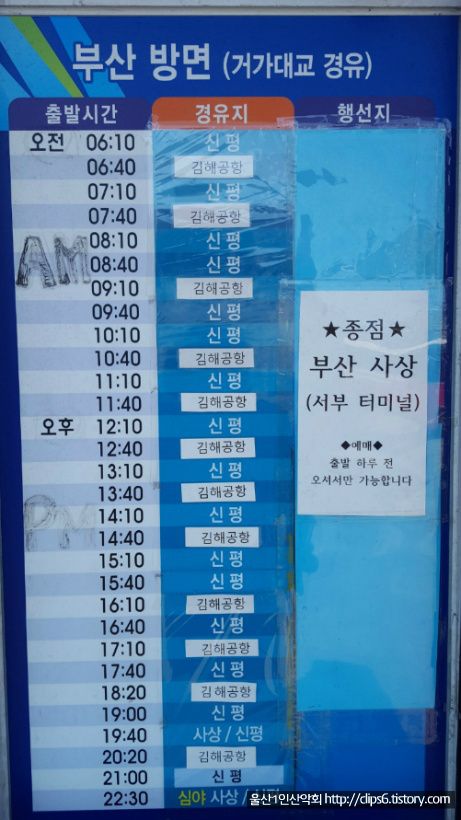 부산 방면 (거가대교 경유)
출발시간 경유지 행선지
오전 06:10 신평
06:40 김해공항
07:10 신평
07:40 김해공항
AM 08:10 신평
08:40 신평
09:10 김해공항
09:40 신평
10:10 신평
10:40 김해공항
11:10 신평
11:40 김해공항
오후 12:10 신평
12:40 김해공항
13:10 신평
13:40 김해공항
PM 14:10 신평
14:40 김해공항
15:10 신평
15:40 신평
16:10 김해공항
16:40 신평
17:10 김해공항
17:40 신평
18:20 김해공항
19:00 신평
19:40 사상 / 신평
20:20 김해공항
21:00 신평
22:30 심야 사상 / 신평
★종점★
부산 사상
(서부 터미널)
◆예매◆
출발 하루 전
오셔서만 가능합니다
울산1인산악회 http://clips6.tistory.com